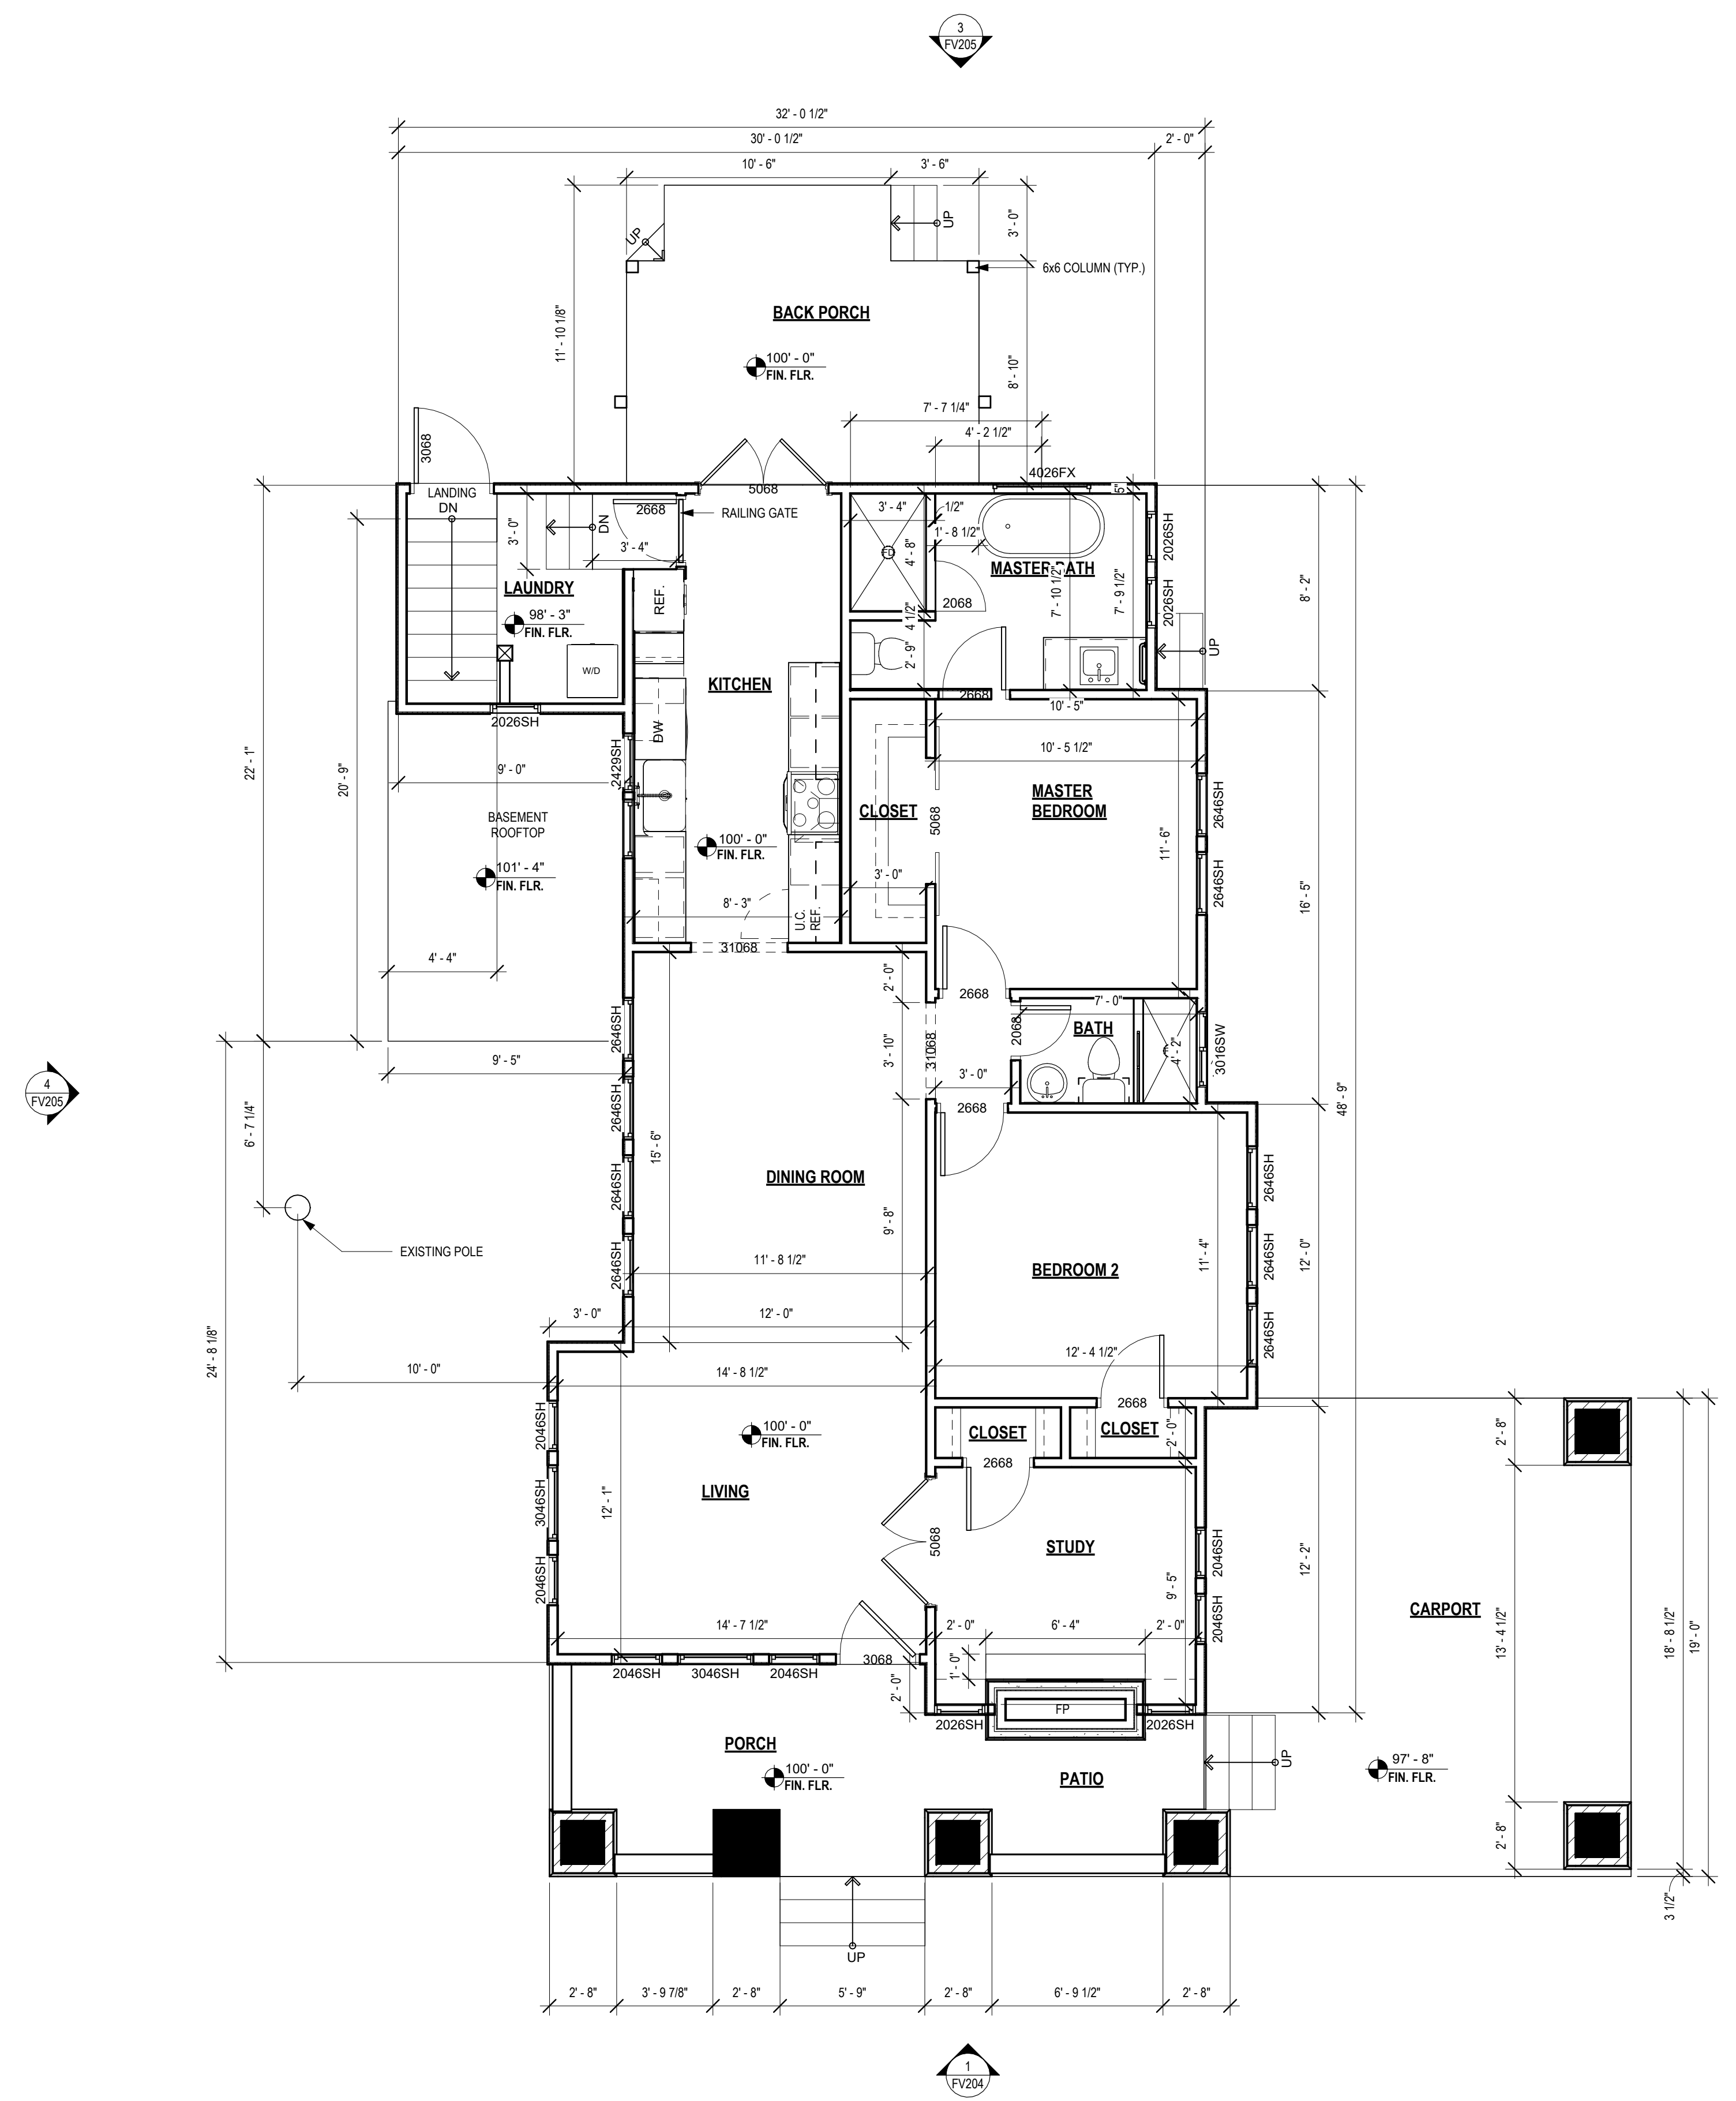 3
FV205
32' - 0 1/2"
30' - 0 1/2"
2' - 0"
10' - 6"
3' - 6"
UP
UP
3' - 0"
6x6 COLUMN (TYP.)
BACK PORCH
11' - 10 1/8"
100' - 0"
FIN. FLR.
8' - 10"
7' - 7 1/4"
4' - 2 1/2"
3068
4026FX
5068
5"
LANDING
DN
2668
RAILING GATE
3' - 0"
DN
3' - 4"
3' - 4"
1/2"
1' - 8 1/2"
FD
4' - 8"
2026SH
MASTER BATH
7' - 10 1/2"
7' - 9 1/2"
8' - 2"
LAUNDRY
98' - 3"
FIN. FLR.
REF.
2068
2026SH
4 1/2"
2' - 9"
UP
W/D
KITCHEN
2668
10' - 5"
2026SH
DW
2429SH
10' - 5 1/2"
22' - 1"
20' - 9"
9' - 0"
MASTER
BEDROOM
2646SH
CLOSET
5068
BASEMENT
ROOFTOP
100' - 0"
FIN. FLR.
11' - 6"
101' - 4"
FIN. FLR.
3' - 0"
2646SH
16' - 5"
8' - 3"
U.C.
REF.
31068
4' - 4"
2' - 0"
2668
7' - 0"
2646SH
2068
BATH
31068
3' - 10"
4' - 2"
3016SW
9' - 5"
3' - 0"
4
FV205
2646SH
2668
48' - 9"
6' - 7 1/4"
15' - 6"
DINING ROOM
2646SH
2646SH
9' - 8"
EXISTING POLE
2646SH
11' - 8 1/2"
11' - 4"
2646SH
12' - 0"
BEDROOM 2
3' - 0"
12' - 0"
2646SH
24' - 8 1/8"
10' - 0"
14' - 8 1/2"
12' - 4 1/2"
2668
2046SH
100' - 0"
FIN. FLR.
CLOSET
CLOSET
2' - 0"
2' - 8"
2668
LIVING
3046SH
12' - 1"
5068
STUDY
2046SH
12' - 2"
2046SH
9' - 5"
CARPORT
14' - 7 1/2"
2' - 0"
6' - 4"
2' - 0"
2046SH
13' - 4 1/2"
18' - 8 1/2"
19' - 0"
3068
1' - 0"
2046SH
3046SH
2046SH
2' - 0"
FP
2026SH
2026SH
PORCH
UP
97' - 8"
FIN. FLR.
100' - 0"
FIN. FLR.
PATIO
2' - 8"
3 1/2"
UP
2' - 8"
3' - 9 7/8"
2' - 8"
5' - 9"
2' - 8"
6' - 9 1/2"
2' - 8"
1
FV204